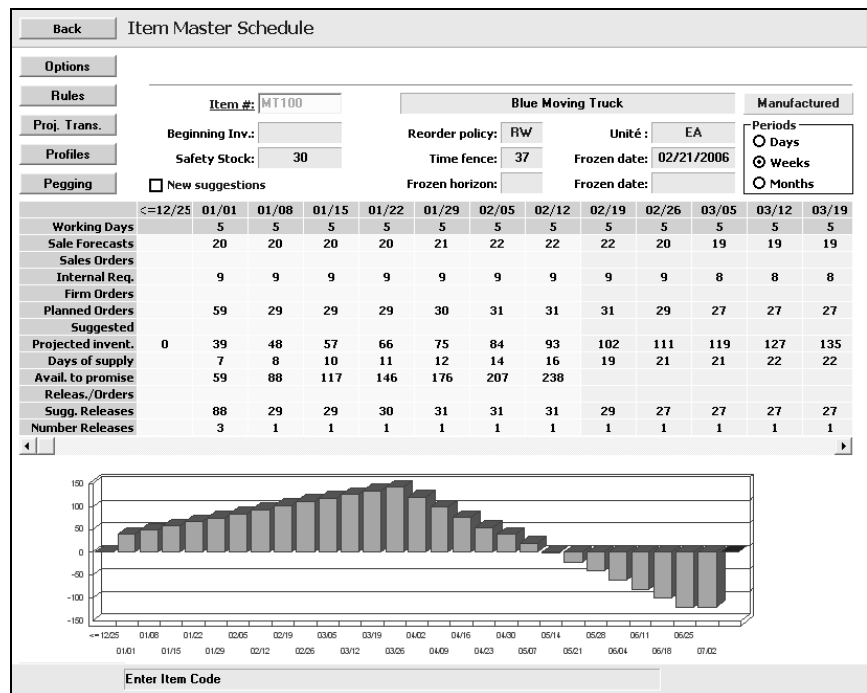 Back Item Master Schedule
Options
Rules
Proj. Trans.
Profiles
Pegging
Item #: MT100 Blue Moving Truck Manufactured
Beginning Inv.: Reorder policy: RW Unité : EA
Safety Stock: 30 Time fence: 37 Frozen date: 02/21/2006
New suggestions Frozen horizon: Frozen date:
Periods
Days
Weeks
Months
<=12/25 01/01 01/08 01/15 01/22 01/29 02/05 02/12 02/19 02/26 03/05 03/12 03/19
Working Days 5 5 5 5 5 5 5 5 5 5 5 5
Sale Forecasts 20 20 20 20 21 22 22 22 20 19 19 19
Sales Orders
Internal Req. 9 9 9 9 9 9 9 9 9 8 8 8
Firm Orders
Planned Orders 59 29 29 29 30 31 31 31 29 27 27 27
Suggested
Projected invent. 0 39 48 57 66 75 84 93 102 111 119 127 135
Days of supply 7 8 10 11 12 14 16 19 21 21 22 22
Avail. to promise 59 88 117 146 176 207 238
Releas./Orders
Sugg. Releases 88 29 29 30 31 31 31 29 27 27 27 27
Number Releases 3 1 1 1 1 1 1 1 1 1 1 1
150
100
50
0
-50
-100
-150
<=12/25 01/08 01/22 02/05 02/19 03/05 03/19 04/02 04/16 04/30 05/14 05/28 06/11 06/25
01/01 01/15 01/29 02/12 02/26 03/12 03/26 04/09 04/23 05/07 05/21 06/04 06/18 07/02
Enter Item Code